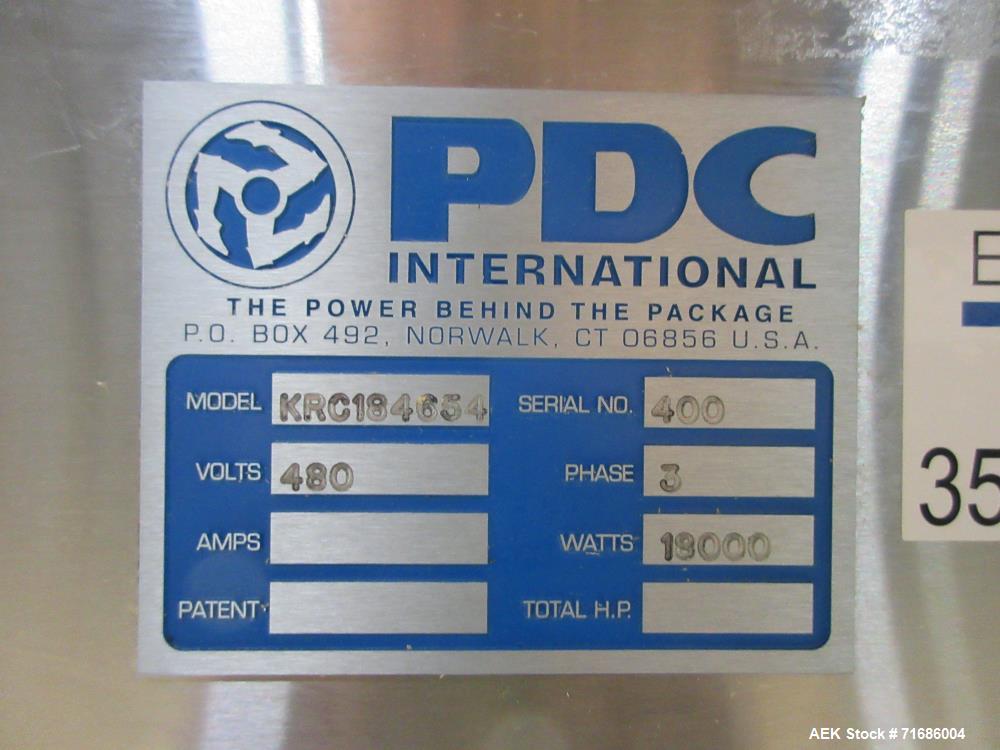 PDC
INTERNATIONAL
THE POWER BEHIND THE PACKAGE
P.O. BOX 492, NORWALK, CT 06856 U.S.A.
MODEL KRC184654 SERIAL NO. 400
VOLTS 480 PHASE 3
AMPS WATTS 18000
PATENT TOTAL H.P.
E
35
AEK Stock # 71686004